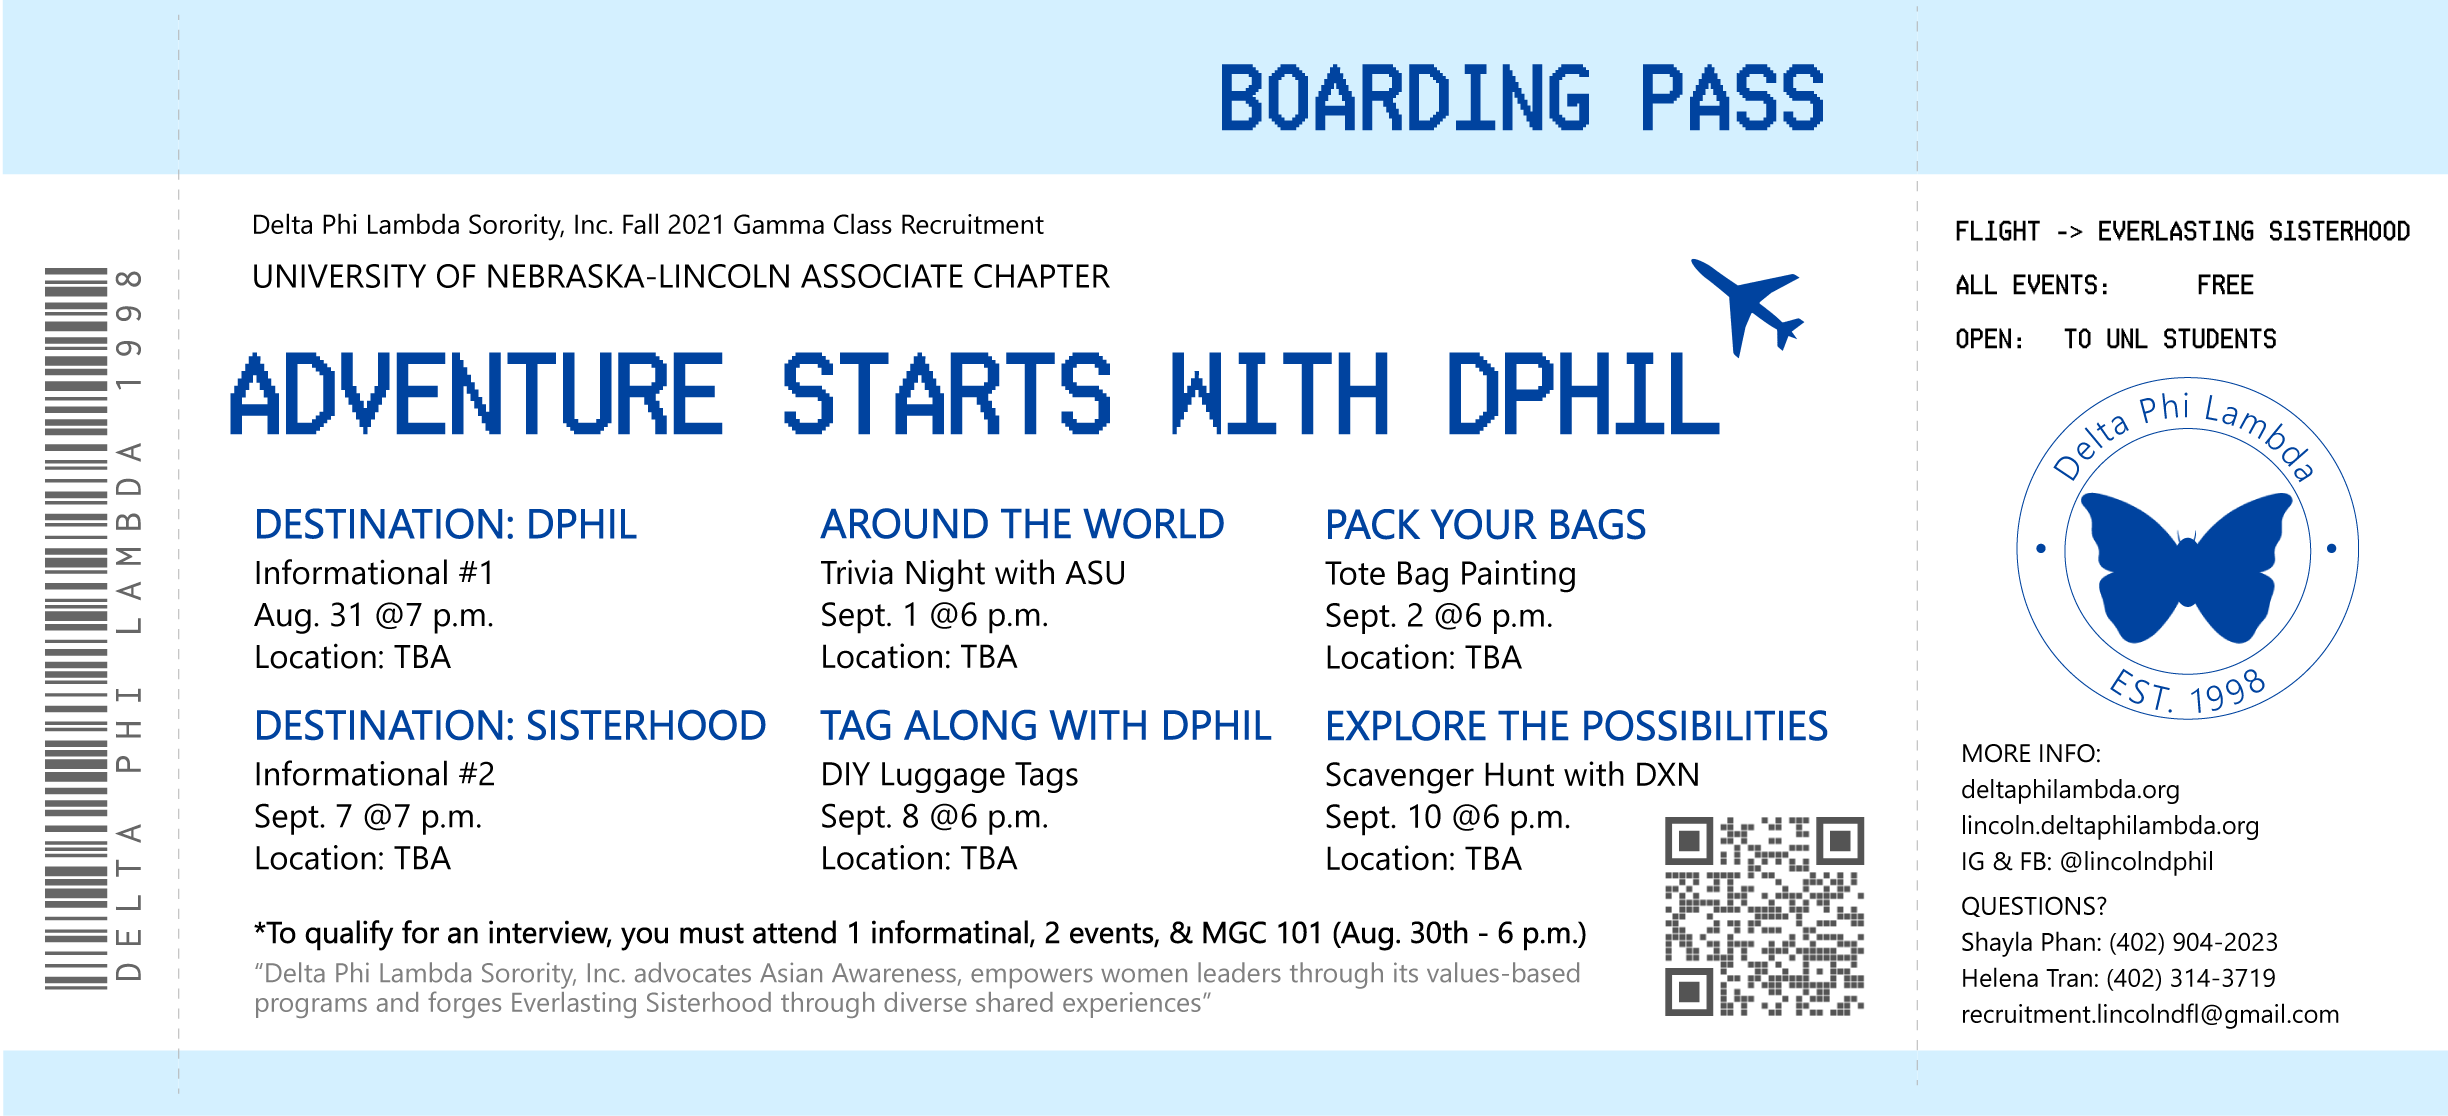 BOARDING PASS
DELTA PHI LAMBDA 1998
Delta Phi Lambda Sorority, Inc. Fall 2021 Gamma Class Recruitment
UNIVERSITY OF NEBRASKA-LINCOLN ASSOCIATE CHAPTER
ADVENTURE STARTS WITH DPHIL
DESTINATION: DPHIL
Informational #1
Aug. 31 @7 p.m.
Location: TBA
AROUND THE WORLD
Trivia Night with ASU
Sept. 1 @6 p.m.
Location: TBA
PACK YOUR BAGS
Tote Bag Painting
Sept. 2 @6 p.m.
Location: TBA
DESTINATION: SISTERHOOD
Informational #2
Sept. 7 @7 p.m.
Location: TBA
TAG ALONG WITH DPHIL
DIY Luggage Tags
Sept. 8 @6 p.m.
Location: TBA
EXPLORE THE POSSIBILITIES
Scavenger Hunt with DXN
Sept. 10 @6 p.m.
Location: TBA
*To qualify for an interview, you must attend 1 informatinal, 2 events, & MGC 101 (Aug. 30th - 6 p.m.)
“Delta Phi Lambda Sorority, Inc. advocates Asian Awareness, empowers women leaders through its values-based
programs and forges Everlasting Sisterhood through diverse shared experiences”
FLIGHT -> EVERLASTING SISTERHOOD
ALL EVENTS: FREE
OPEN: TO UNL STUDENTS
Delta Phi Lambda
EST. 1998
MORE INFO:
deltaphilambda.org
lincoln.deltaphilambda.org
IG & FB: @lincolndphil
QUESTIONS?
Shayla Phan: (402) 904-2023
Helena Tran: (402) 314-3719
recruitment.lincolndfl@gmail.com